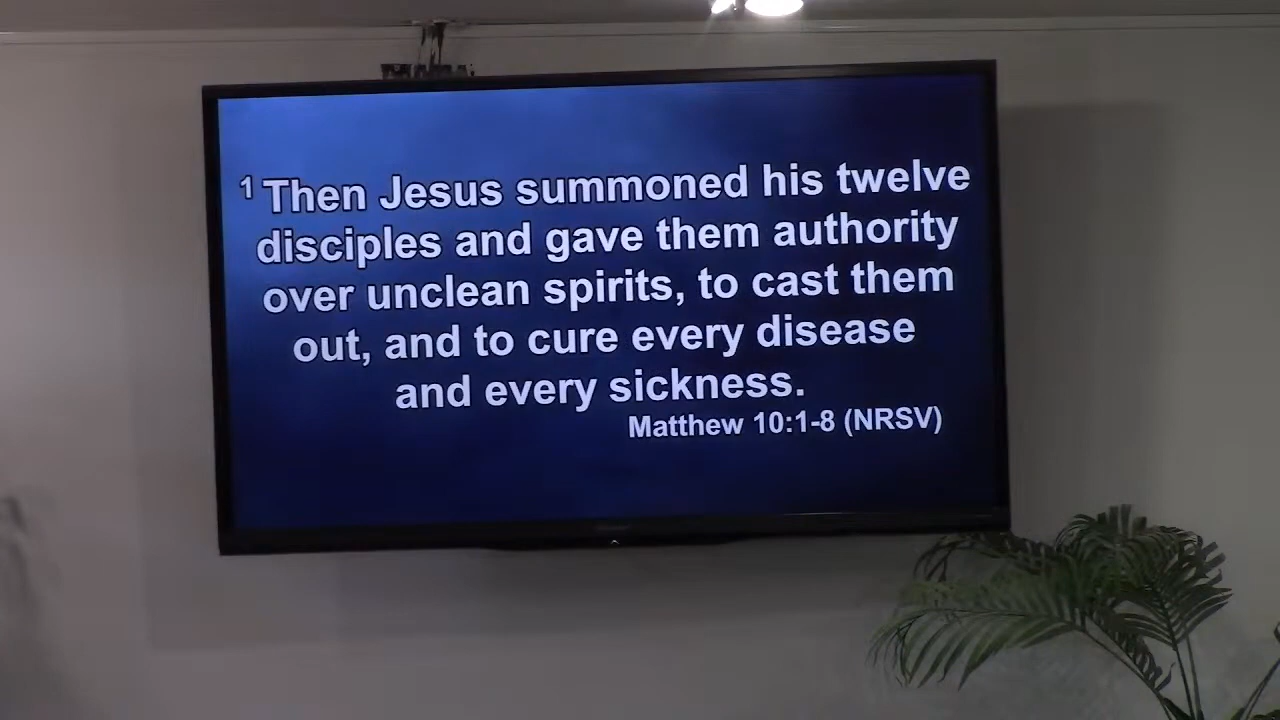 1 Then Jesus summoned his twelve
disciples and gave them authority
over unclean spirits, to cast them
out, and to cure every disease
and every sickness.
Matthew 10:1-8 (NRSV)